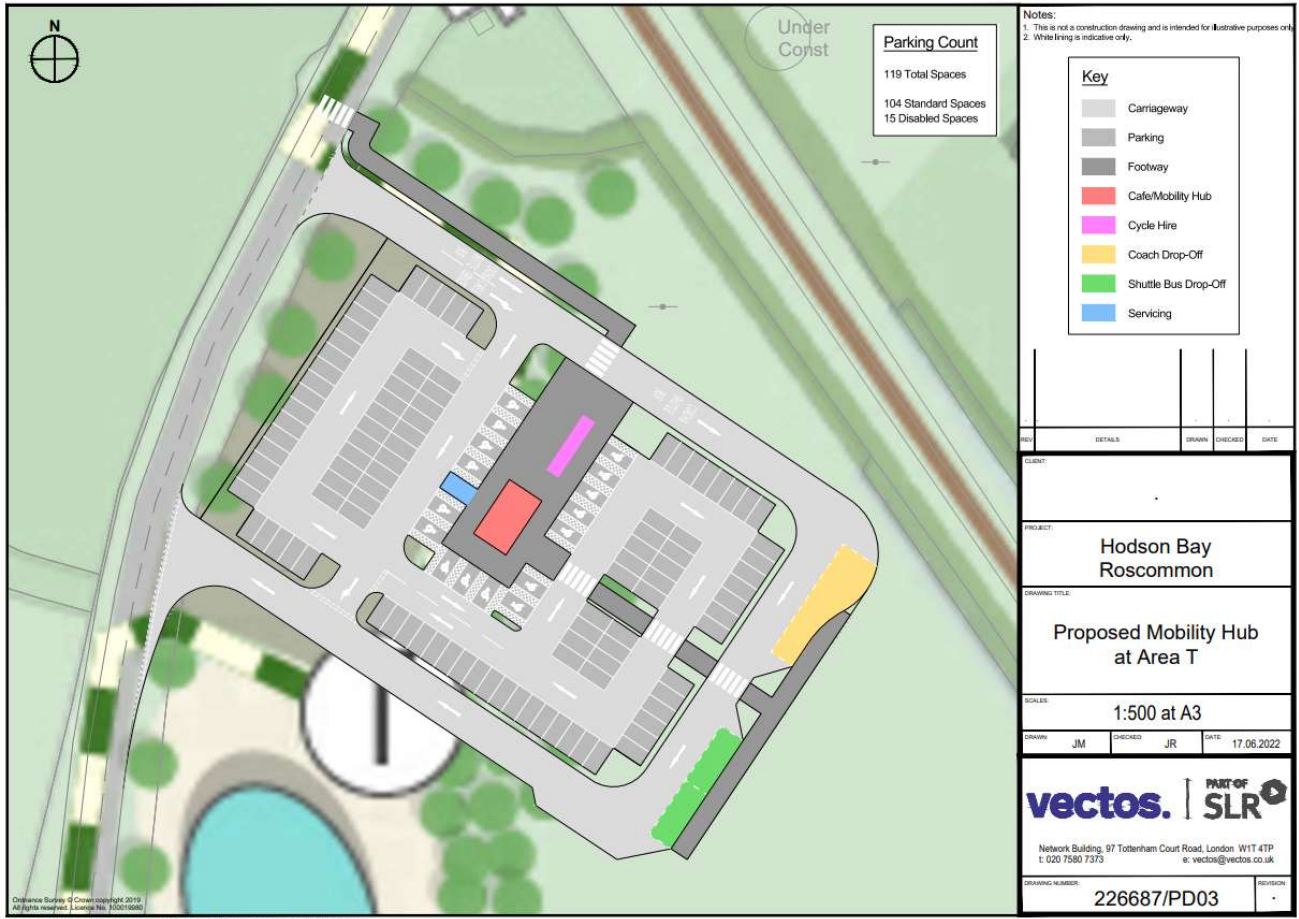 N
Under
Const
Parking Count
119 Total Spaces
104 Standard Spaces
15 Disabled Spaces
Notes:
1. This is not a construction drawing and is intended for illustrative purposes only
2. White lining is indicative only.
Key
Carriageway
Parking
Footway
Cafe/Mobility Hub
Cycle Hire
Coach Drop-Off
Shuttle Bus Drop-Off
Servicing
REV DETAILS DRAWN CHECKED DATE
CLIENT:
.
PROJECT:
Hodson Bay
Roscommon
DRAWING TITLE:
Proposed Mobility Hub
at Area T
SCALES:
1:500 at A3
DRAWN: JM CHECKED: JR DATE: 17.06.2022
vectos. PART OF
SLR
Network Building, 97 Tottenham Court Road, London W1T 4TP
t: 020 7580 7373 e: vectos@vectos.co.uk
DRAWING NUMBER: REVISION:
226687/PD03 .
Ordnance Survey © Crown copyright 2019
All rights reserved. Licence No. 100019980